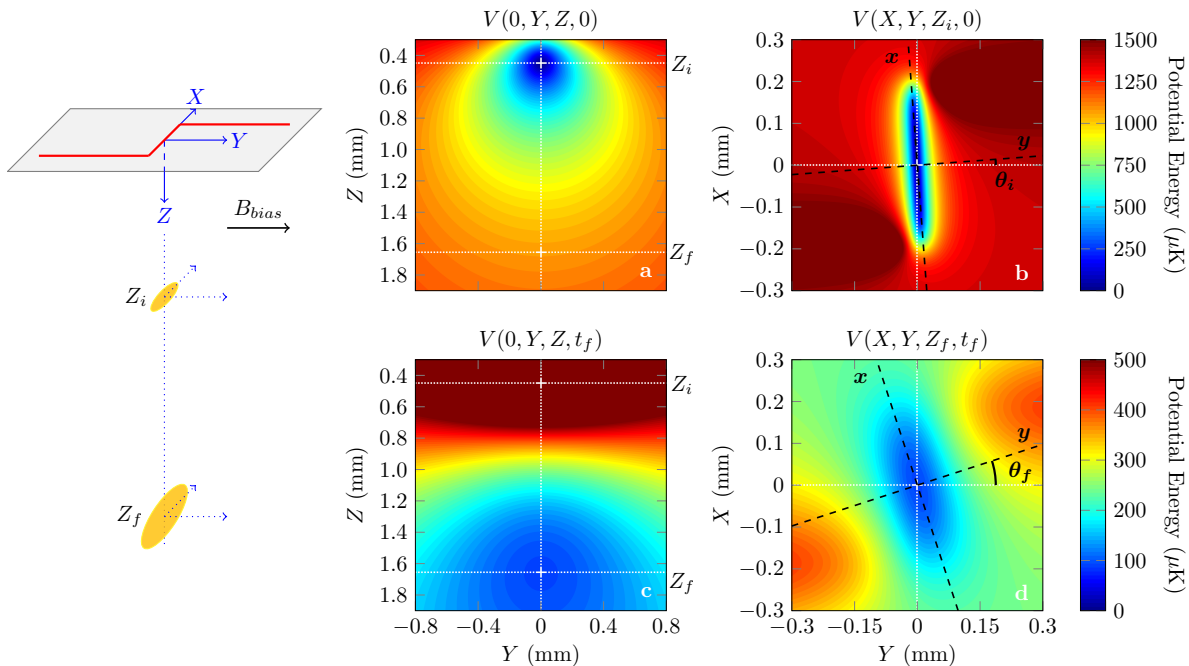 X
Y
Z
B_bias
Z_i
Z_f
V(0, Y, Z, 0)
0.4
0.6
0.8
1.0
1.2
1.4
1.6
1.8
Z (mm)
Z_i
Z_f
a
V(X, Y, Z_i, 0)
0.3
0.2
0.1
0
−0.1
−0.2
−0.3
X (mm)
x
y
θ_i
b
1500
1250
1000
750
500
250
0
Potential Energy (μK)
V(0, Y, Z, t_f)
0.4
0.6
0.8
1.0
1.2
1.4
1.6
1.8
Z (mm)
Z_i
Z_f
c
−0.8 −0.4 0 0.4 0.8
Y (mm)
V(X, Y, Z_f, t_f)
0.3
0.2
0.1
0
−0.1
−0.2
−0.3
X (mm)
x
y
θ_f
d
−0.3 −0.15 0 0.15 0.3
Y (mm)
500
400
300
200
100
0
Potential Energy (μK)